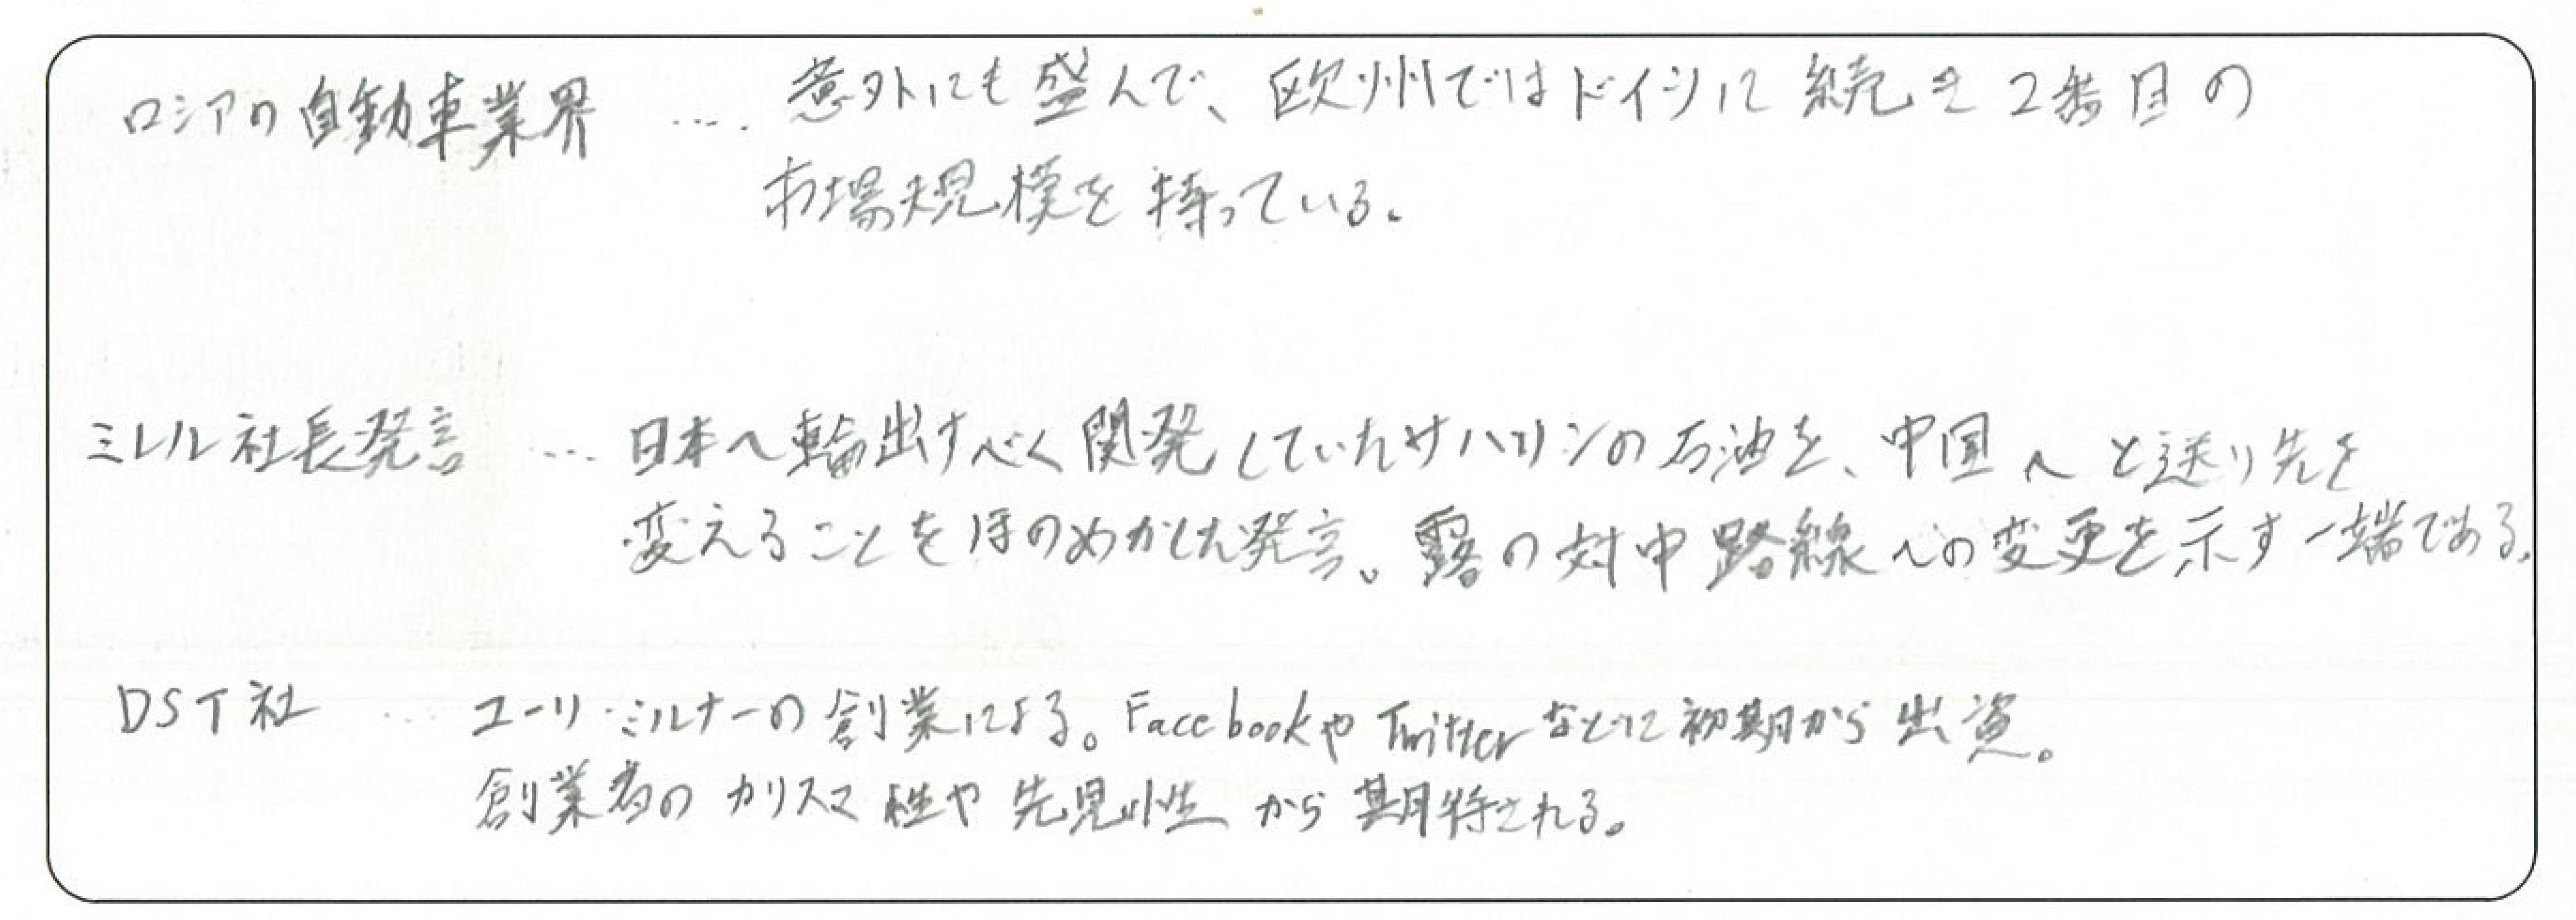 ロシアの自動車業界 .... 意外にも盛んで、欧州ではドイツに続き2番目の
市場規模を持っている。
ミレル社長発言 .... 日本へ輸出すべく開発していたサハリンの石油を、中国へと送り先を
変えることをほのめかした発言。露の対中路線への変更を示す一端である。
DST社 .... ユーリ・ミルナーの創業による。FacebookやTwitterなどに初期から出資。
創業者のカリスマ性や先見性から期待される。